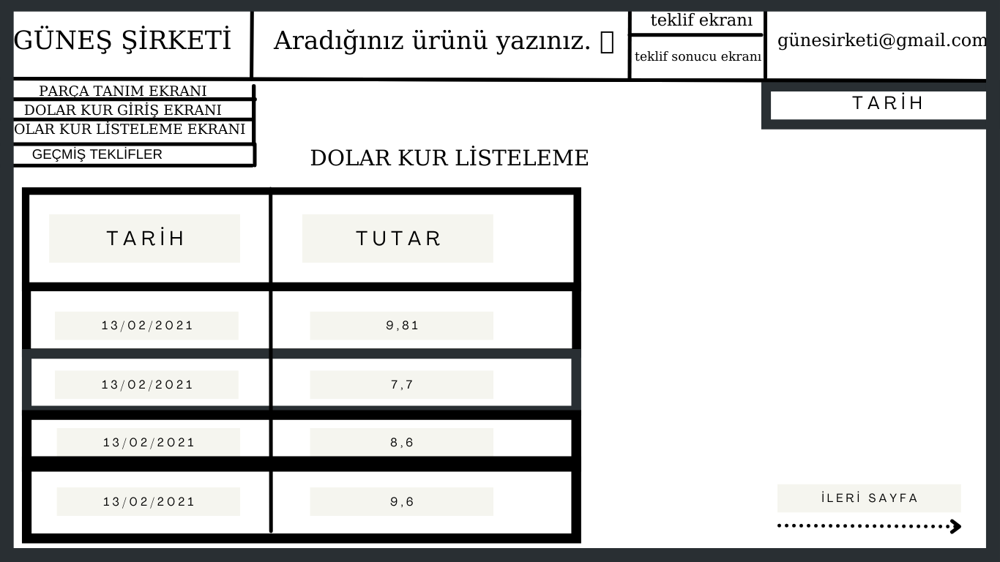 GÜNEŞ ŞİRKETİ
Aradığınız ürünü yazınız.
teklif ekranı
teklif sonucu ekranı
günesirketi@gmail.com
PARÇA TANIM EKRANI
DOLAR KUR GİRİŞ EKRANI
OLAR KUR LİSTELEME EKRANI
GEÇMİŞ TEKLİFLER
TARİH
DOLAR KUR LİSTELEME
TARİH TUTAR
13/02/2021 9,81
13/02/2021 7,7
13/02/2021 8,6
13/02/2021 9,6
İLERİ SAYFA